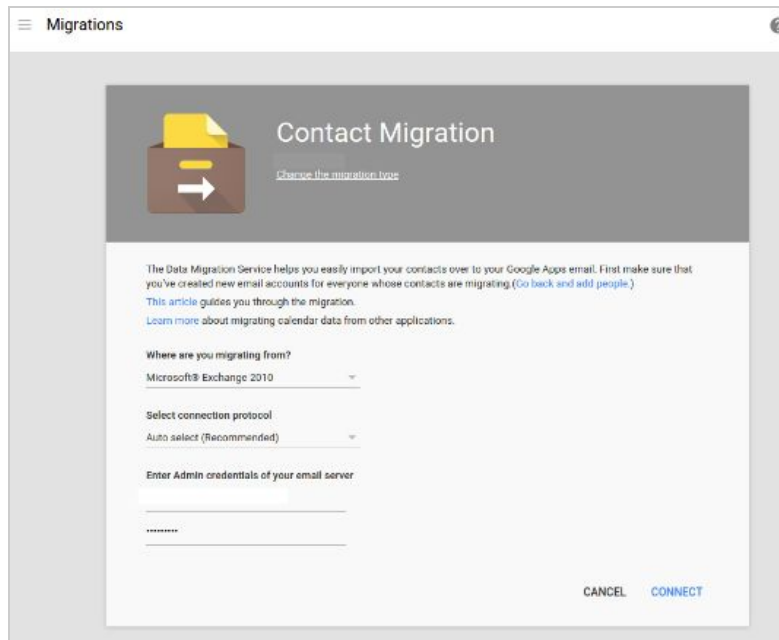 Migrations
Contact Migration
Change the migration type
The Data Migration Service helps you easily import your contacts over to your Google Apps email. First make sure that
you've created new email accounts for everyone whose contacts are migrating.(Go back and add people.)
This article guides you through the migration.
Learn more about migrating calendar data from other applications.
Where are you migrating from?
Microsoft® Exchange 2010
Select connection protocol
Auto select (Recommended)
Enter Admin credentials of your email server
•••••••••
CANCEL CONNECT